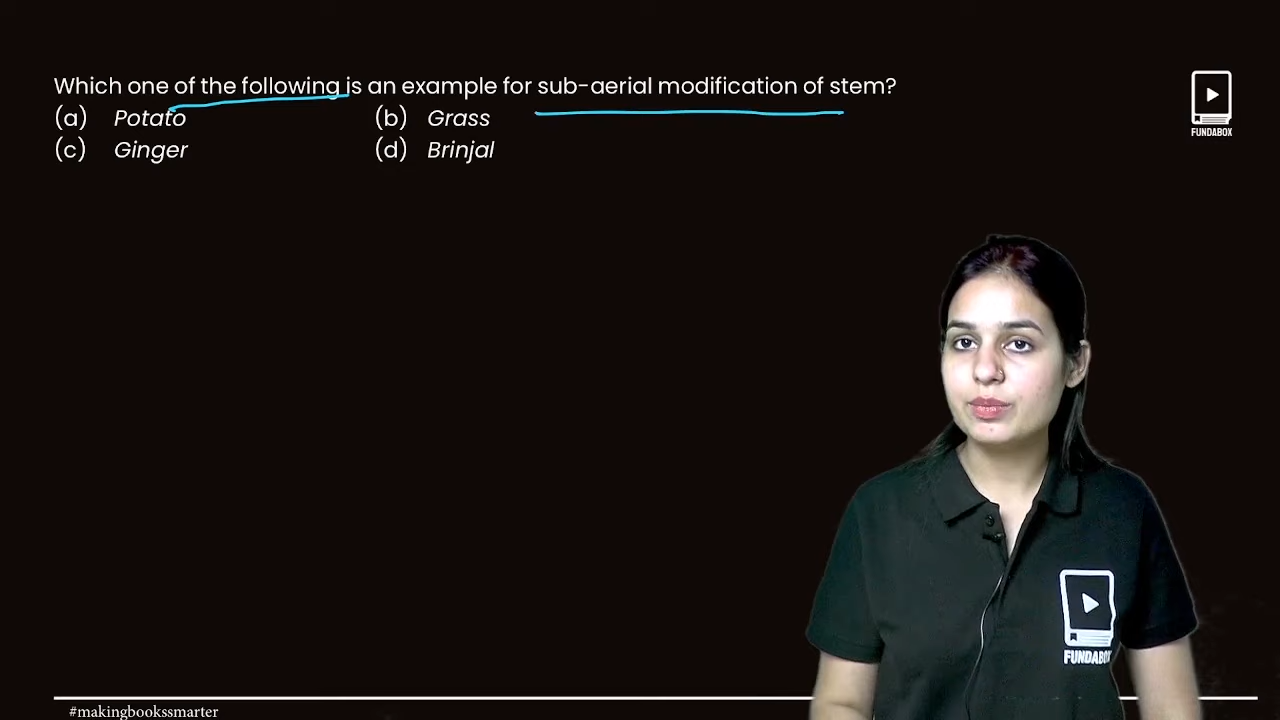 Which one of the following is an example for sub-aerial modification of stem?
(a) Potato (b) Grass
(c) Ginger (d) Brinjal
FUNDABOX
FUNDABOX
#makingbookssmarter